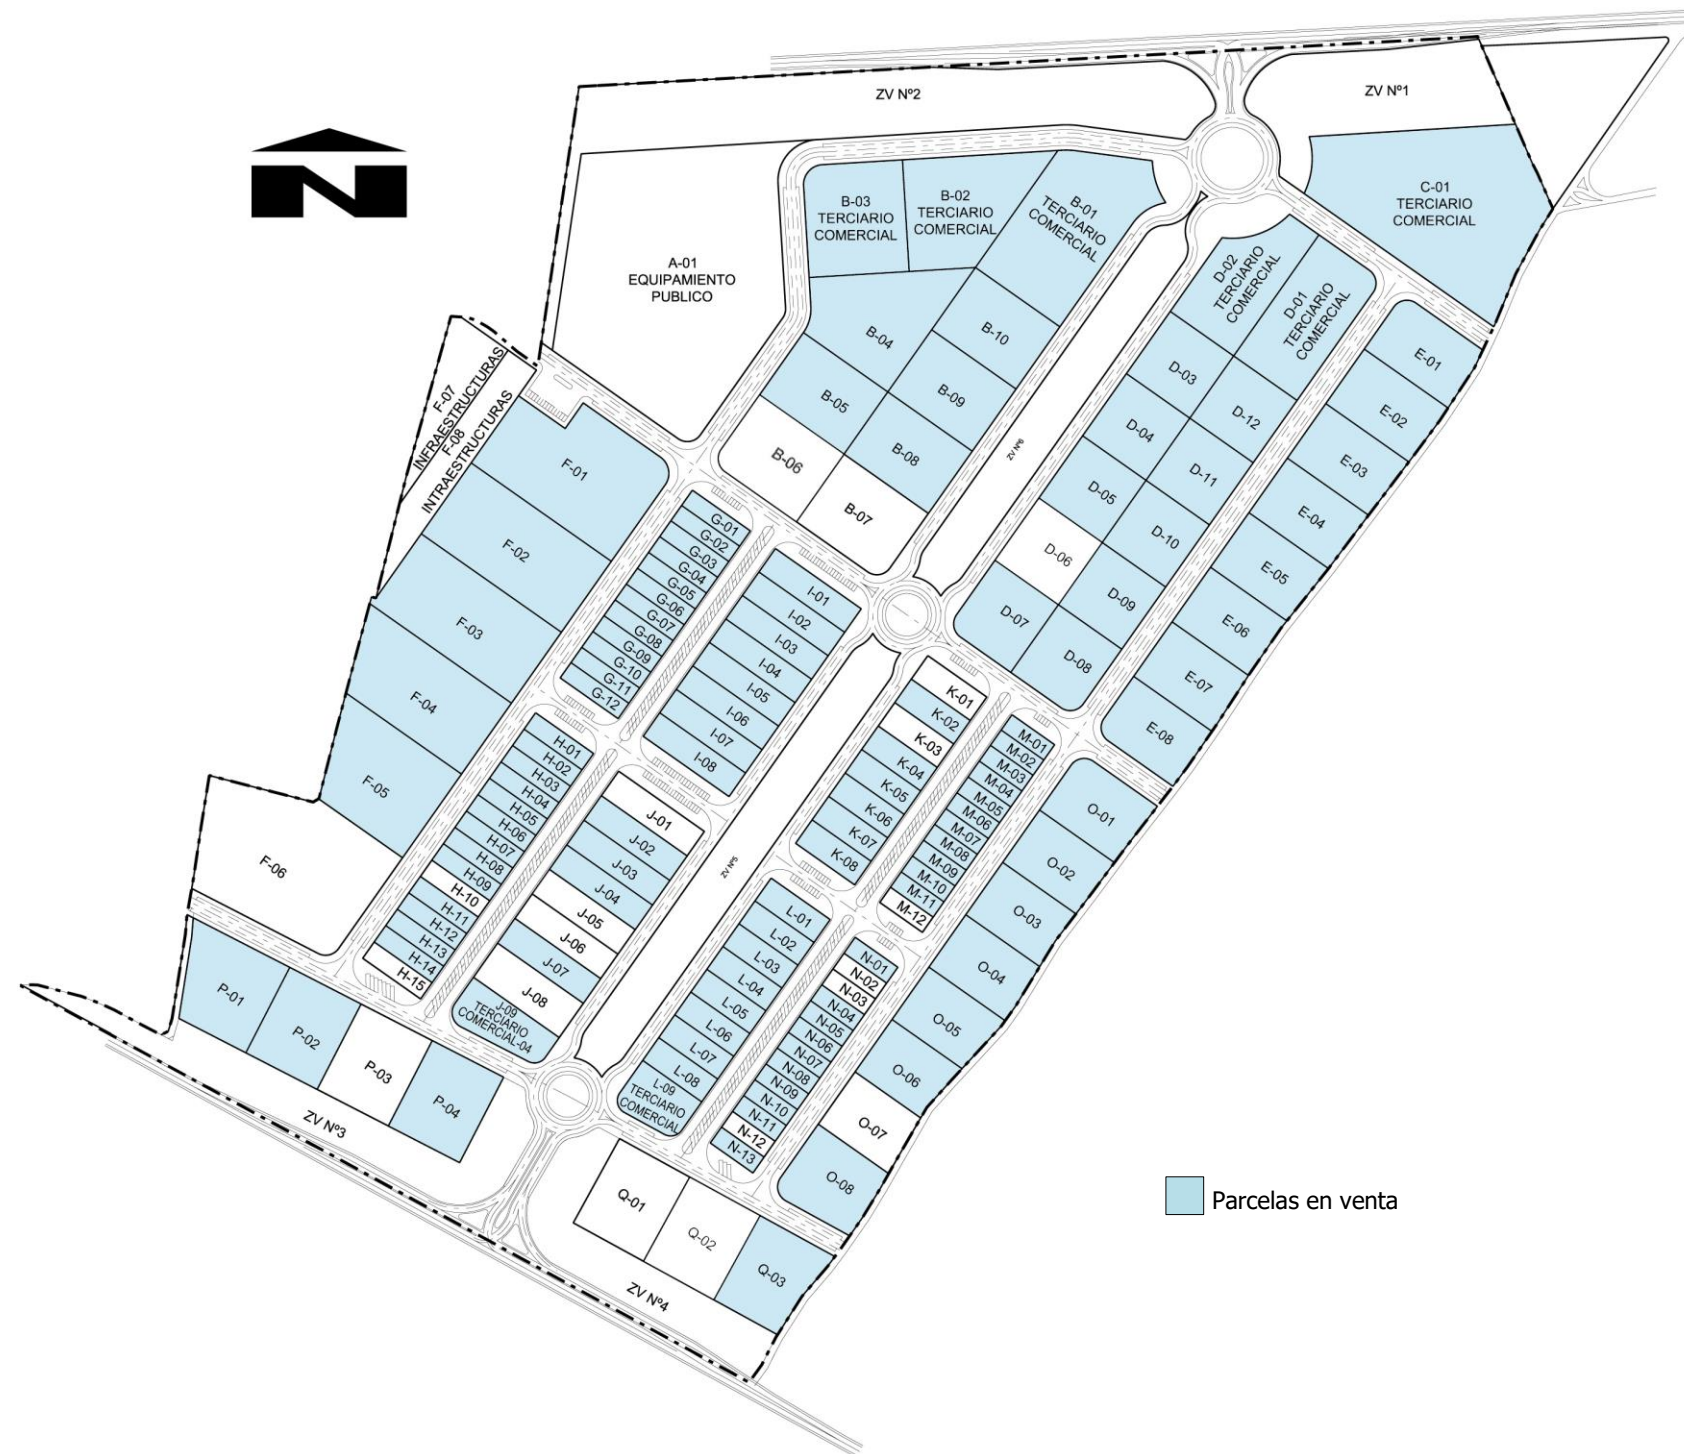 ZV Nº2
ZV Nº1
N
C-01
TERCIARIO
COMERCIAL
B-03
TERCIARIO
COMERCIAL
B-02
TERCIARIO
COMERCIAL
B-01
TERCIARIO
COMERCIAL
A-01
EQUIPAMIENTO
PUBLICO
D-02
TERCIARIO
COMERCIAL
D-01
TERCIARIO
COMERCIAL
B-04
B-10
B-05
B-09
B-06
B-08
B-07
ZV Nº6
D-03
D-12
D-04
D-11
D-05
D-10
D-06
D-09
D-07
D-08
E-01
E-02
E-03
E-04
E-05
E-06
E-07
E-08
F-07
INFRAESTRUCTURAS
F-08
INTRAESTRUCTURAS
F-01
F-02
F-03
F-04
F-05
F-06
G-01
G-02
G-03
G-04
G-05
G-06
G-07
G-08
G-09
G-10
G-11
G-12
I-01
I-02
I-03
I-04
I-05
I-06
I-07
I-08
H-01
H-02
H-03
H-04
H-05
H-06
H-07
H-08
H-09
H-10
H-11
H-12
H-13
H-14
H-15
J-01
J-02
J-03
J-04
J-05
J-06
J-07
J-08
J-09
TERCIARIO
COMERCIAL-04
ZV Nº5
K-01
K-02
K-03
K-04
K-05
K-06
K-07
K-08
M-01
M-02
M-03
M-04
M-05
M-06
M-07
M-08
M-09
M-10
M-11
M-12
L-01
L-02
L-03
L-04
L-05
L-06
L-07
L-08
L-09
TERCIARIO
COMERCIAL
N-01
N-02
N-03
N-04
N-05
N-06
N-07
N-08
N-09
N-10
N-11
N-12
N-13
O-01
O-02
O-03
O-04
O-05
O-06
O-07
O-08
P-01
P-02
P-03
P-04
ZV Nº3
Q-01
Q-02
Q-03
ZV Nº4
Parcelas en venta